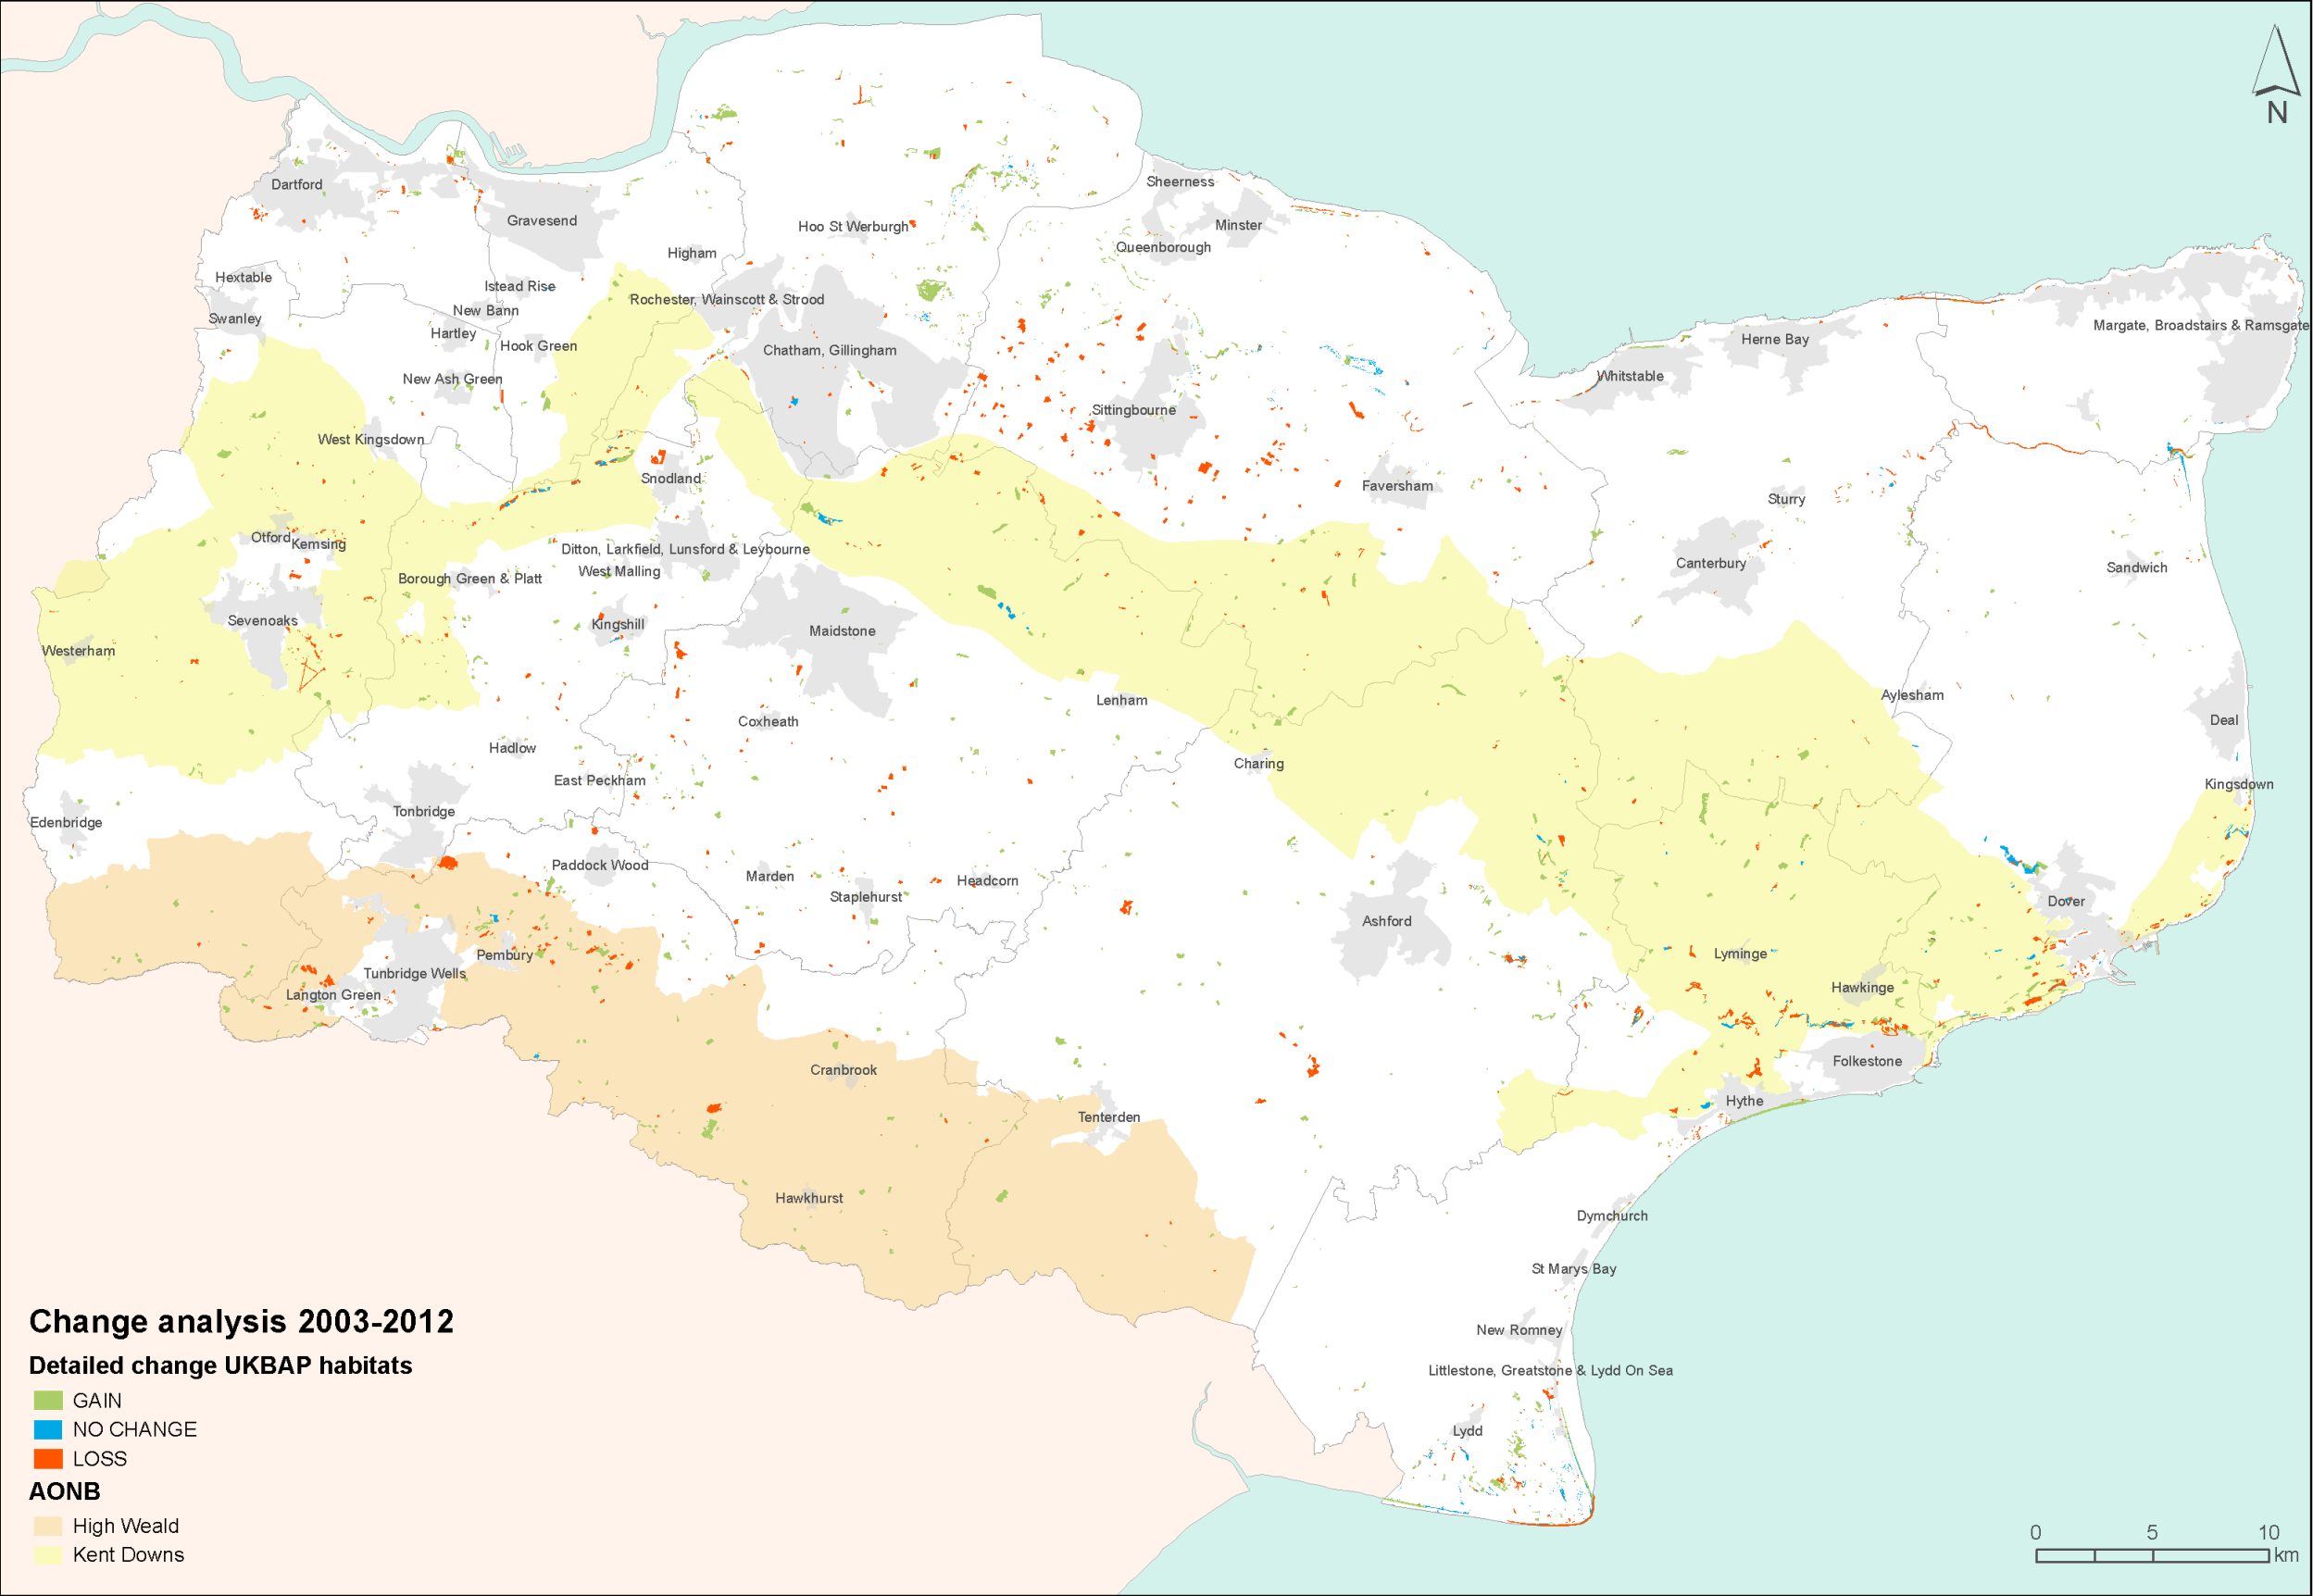 N
Sheerness
Dartford
Gravesend
Minster
Hoo St Werburgh
Queenborough
Higham
Hextable
Istead Rise
Rochester, Wainscott & Strood
New Bann
Swanley
Margate, Broadstairs & Ramsgate
Hartley
Herne Bay
Hook Green
Chatham, Gillingham
Whitstable
New Ash Green
Sittingbourne
West Kingsdown
Snodland
Faversham
Sturry
Otford
Kemsing
Ditton, Larkfield, Lunsford & Leybourne
Canterbury
West Malling
Sandwich
Borough Green & Platt
Sevenoaks
Kingshill
Maidstone
Westerham
Aylesham
Lenham
Coxheath
Deal
Hadlow
Charing
East Peckham
Kingsdown
Tonbridge
Edenbridge
Paddock Wood
Marden
Headcorn
Staplehurst
Dover
Ashford
Pembury
Lyminge
Tunbridge Wells
Hawkinge
Langton Green
Folkestone
Cranbrook
Hythe
Tenterden
Hawkhurst
Dymchurch
St Marys Bay
New Romney
Littlestone, Greatstone & Lydd On Sea
Lydd
Change analysis 2003-2012
Detailed change UKBAP habitats
GAIN
NO CHANGE
LOSS
AONB
High Weald
Kent Downs
0 5 10
km